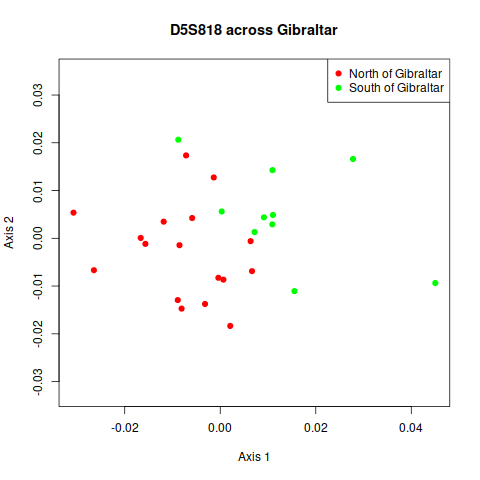 D5S818 across Gibraltar
North of Gibraltar
South of Gibraltar
Axis 2
0.03
0.02
0.01
0.00
-0.01
-0.02
-0.03
-0.02
0.00
0.02
0.04
Axis 1